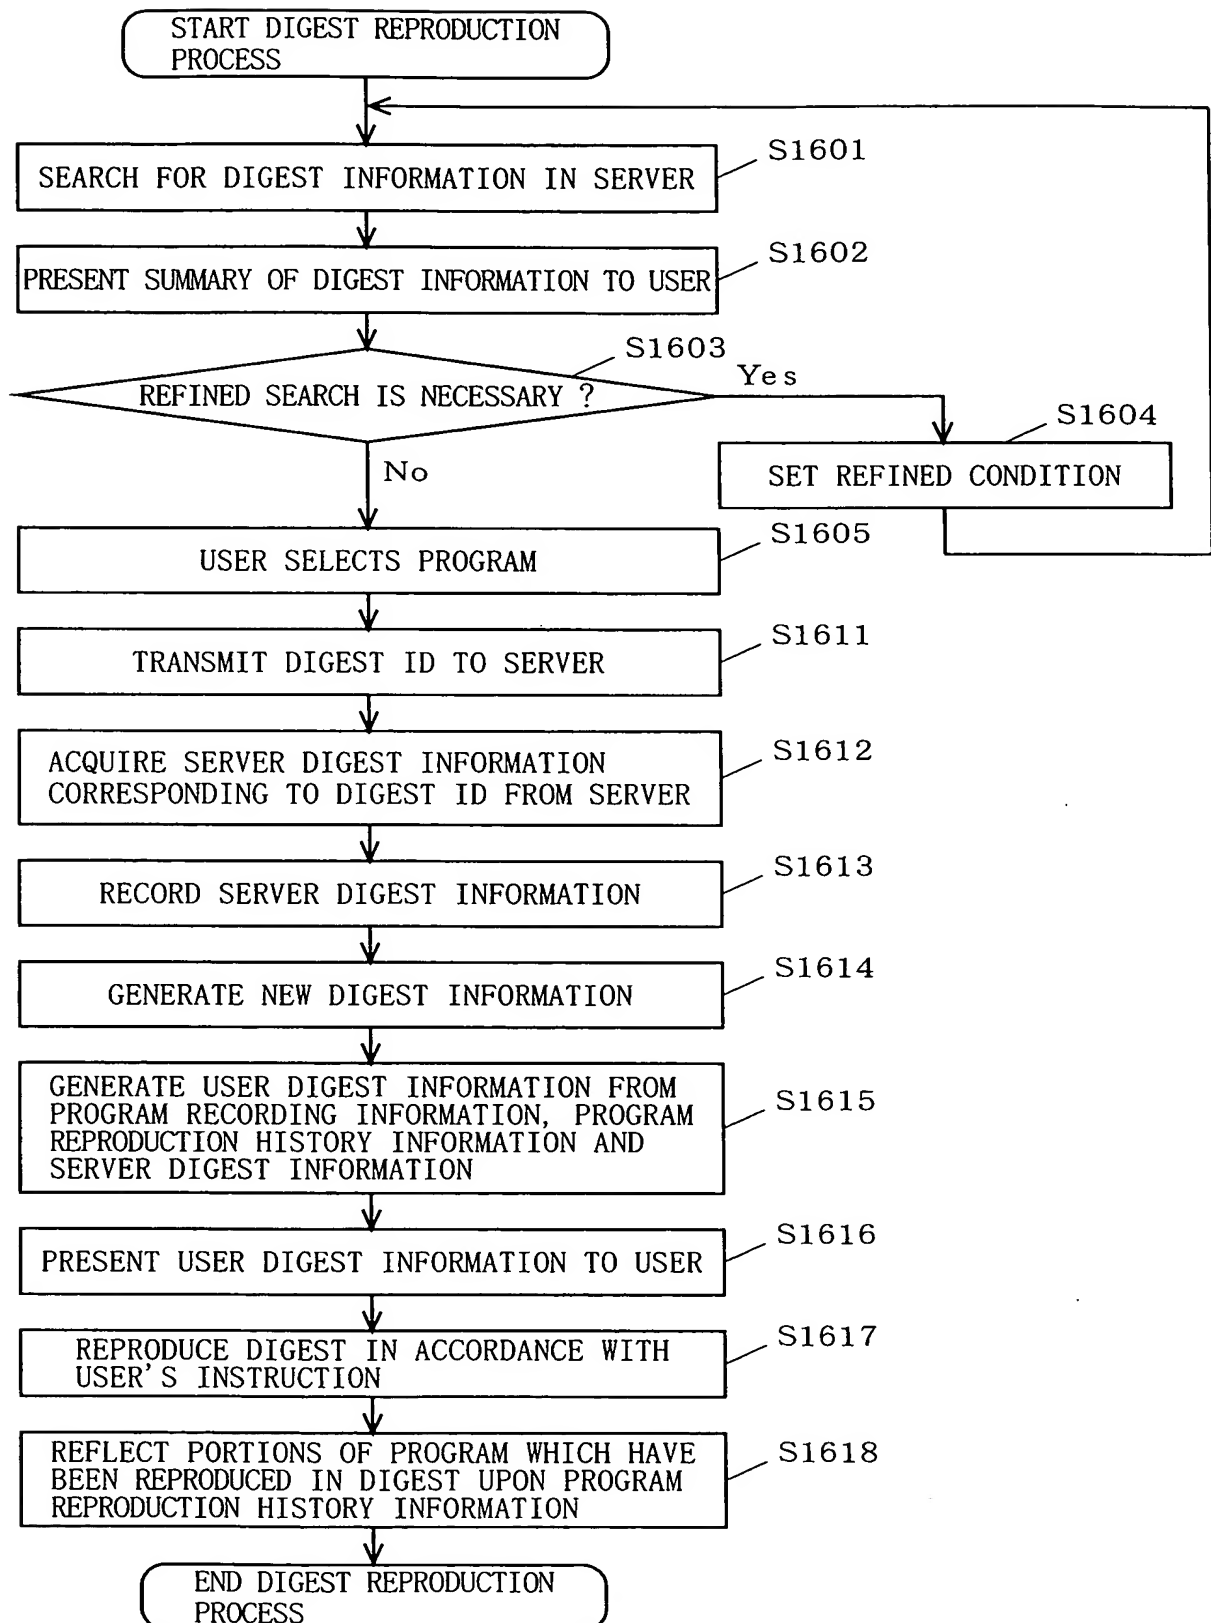 START DIGEST REPRODUCTION
PROCESS
S1601
SEARCH FOR DIGEST INFORMATION IN SERVER
S1602
PRESENT SUMMARY OF DIGEST INFORMATION TO USER
S1603
REFINED SEARCH IS NECESSARY ?
Yes
S1604
SET REFINED CONDITION
No
S1605
USER SELECTS PROGRAM
S1611
TRANSMIT DIGEST ID TO SERVER
S1612
ACQUIRE SERVER DIGEST INFORMATION
CORRESPONDING TO DIGEST ID FROM SERVER
S1613
RECORD SERVER DIGEST INFORMATION
S1614
GENERATE NEW DIGEST INFORMATION
S1615
GENERATE USER DIGEST INFORMATION FROM
PROGRAM RECORDING INFORMATION, PROGRAM
REPRODUCTION HISTORY INFORMATION AND
SERVER DIGEST INFORMATION
S1616
PRESENT USER DIGEST INFORMATION TO USER
S1617
REPRODUCE DIGEST IN ACCORDANCE WITH
USER'S INSTRUCTION
S1618
REFLECT PORTIONS OF PROGRAM WHICH HAVE
BEEN REPRODUCED IN DIGEST UPON PROGRAM
REPRODUCTION HISTORY INFORMATION
END DIGEST REPRODUCTION
PROCESS